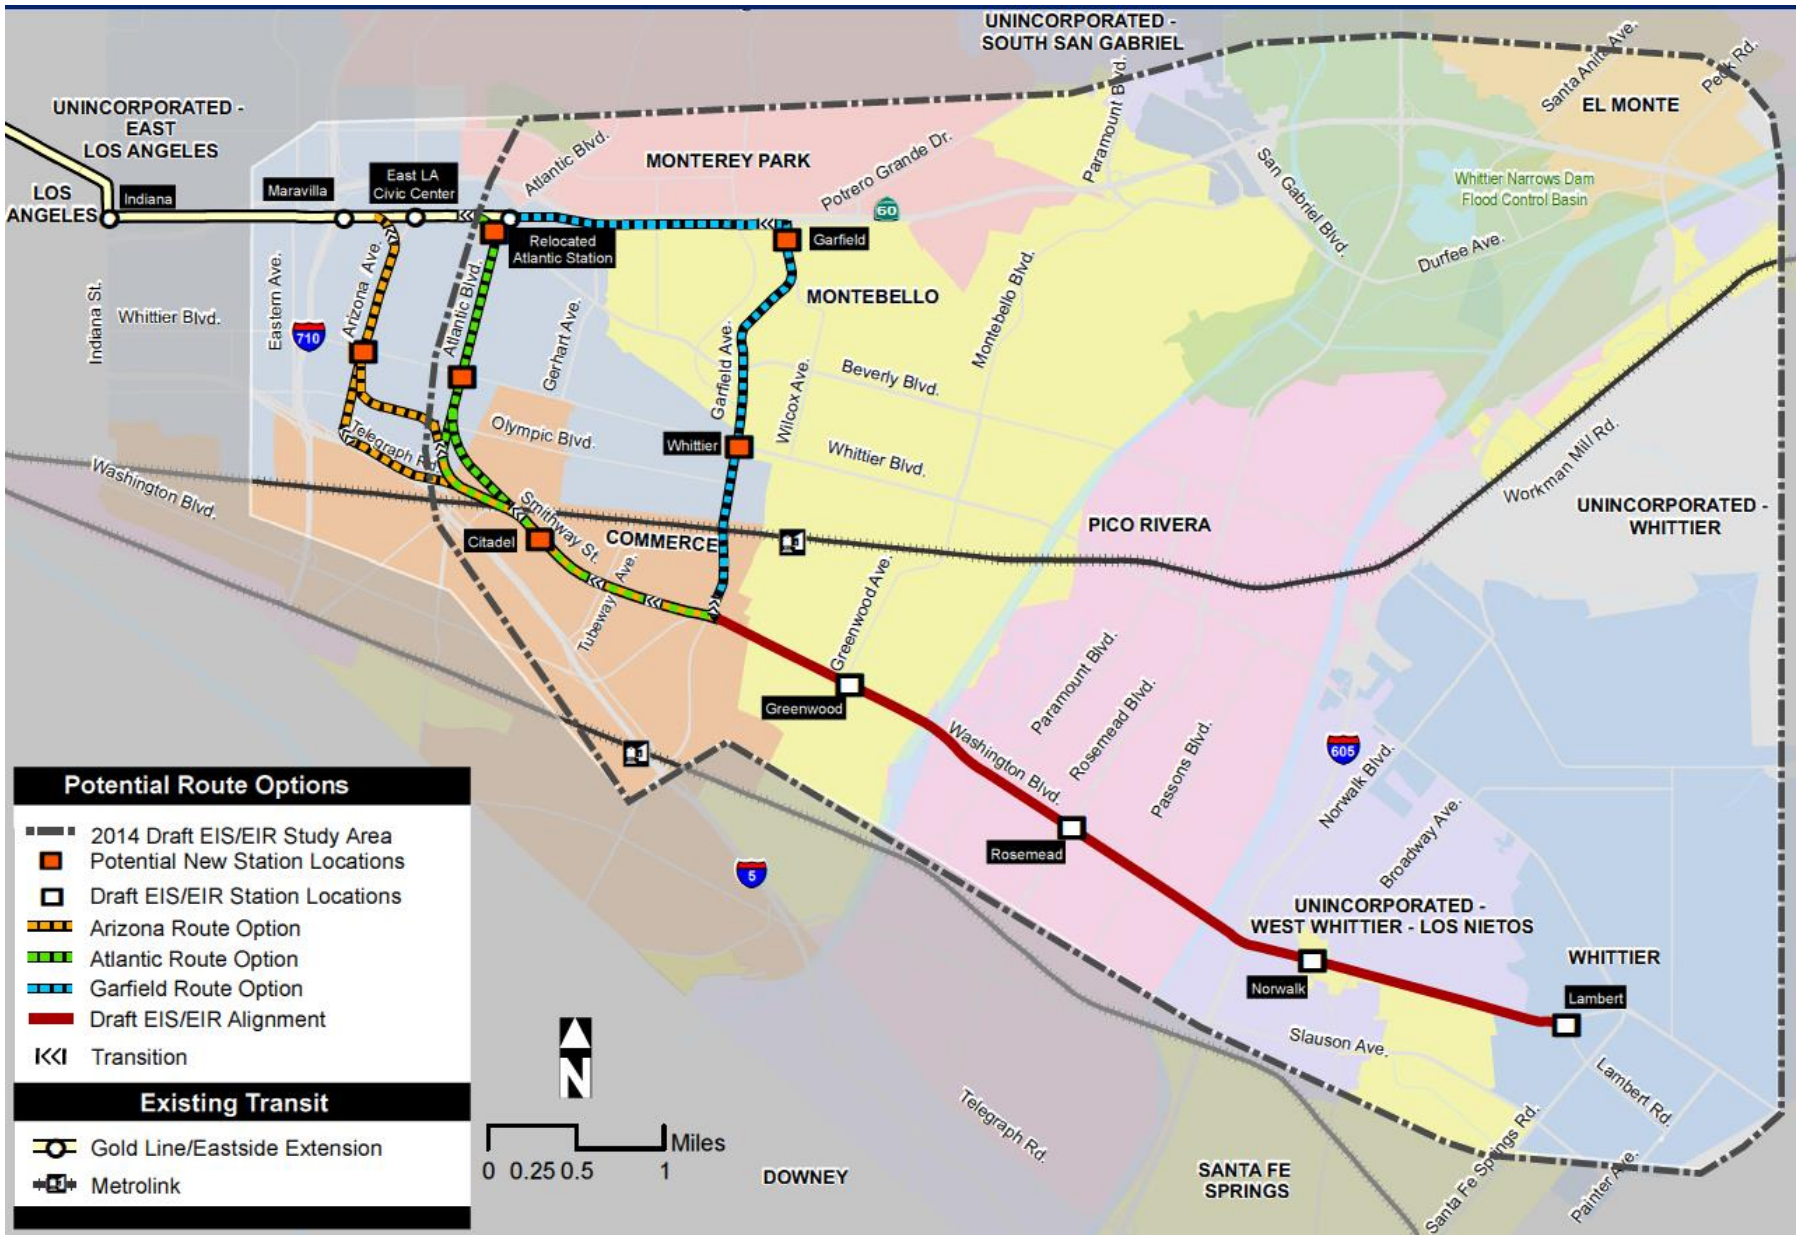 UNINCORPORATED -
SOUTH SAN GABRIEL
Santa Anita Ave.
Peck Rd.
EL MONTE
UNINCORPORATED -
EAST
LOS ANGELES
Paramount Blvd.
Atlantic Blvd.
MONTEREY PARK
Potrero Grande Dr.
San Gabriel Blvd.
Whittier Narrows Dam
Flood Control Basin
LOS
ANGELES
Indiana
Maravilla
East LA
Civic Center
60
Relocated
Atlantic Station
Garfield
Durfee Ave.
Indiana St.
Whittier Blvd.
Eastern Ave.
710
Arizona Ave.
Atlantic Blvd.
Gerhart Ave.
MONTEBELLO
Montebello Blvd.
Garfield Ave.
Wilcox Ave.
Beverly Blvd.
Olympic Blvd.
Whittier
Whittier Blvd.
Telegraph Rd.
Washington Blvd.
Workman Mill Rd.
UNINCORPORATED -
WHITTIER
Citadel
Smithway St.
COMMERCE
PICO RIVERA
Tubeway Ave.
Greenwood Ave.
Greenwood
Paramount Blvd.
Rosemead Blvd.
Passons Blvd.
Washington Blvd.
605
Norwalk Blvd.
Broadway Ave.
Rosemead
5
UNINCORPORATED -
WEST WHITTIER - LOS NIETOS
WHITTIER
Norwalk
Lambert
Slauson Ave.
Lambert Rd.
Santa Fe Springs Rd.
Painter Ave.
Telegraph Rd.
DOWNEY
SANTA FE
SPRINGS
Potential Route Options
2014 Draft EIS/EIR Study Area
Potential New Station Locations
Draft EIS/EIR Station Locations
Arizona Route Option
Atlantic Route Option
Garfield Route Option
Draft EIS/EIR Alignment
Transition
Existing Transit
Gold Line/Eastside Extension
Metrolink
N
Miles
0 0.25 0.5 1